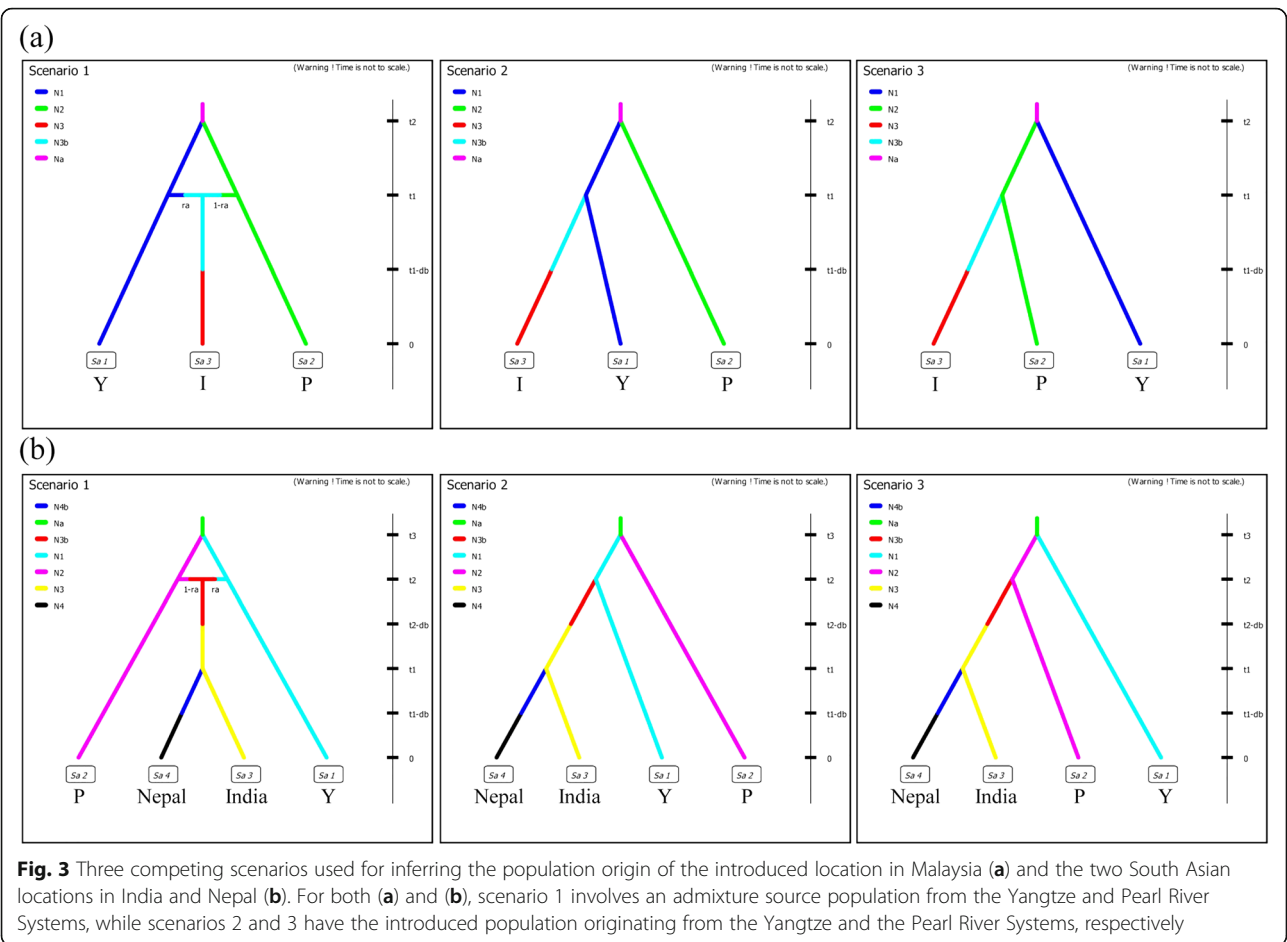 (a)
Scenario 1
(Warning ! Time is not to scale.)
N1
N2
N3
N3b
Na
t2
t1
ra
1-ra
t1-db
0
Sa 1
Sa 3
Sa 2
Y
I
P
Scenario 2
(Warning ! Time is not to scale.)
N1
N2
N3
N3b
Na
t2
t1
t1-db
0
Sa 3
Sa 1
Sa 2
I
Y
P
Scenario 3
(Warning ! Time is not to scale.)
N1
N2
N3
N3b
Na
t2
t1
t1-db
0
Sa 3
Sa 2
Sa 1
I
P
Y
(b)
Scenario 1
(Warning ! Time is not to scale.)
N4b
Na
N3b
N1
N2
N3
N4
t3
t2
1-ra
ra
t2-db
t1
t1-db
0
Sa 2
Sa 4
Sa 3
Sa 1
P
Nepal
India
Y
Scenario 2
(Warning ! Time is not to scale.)
N4b
Na
N3b
N1
N2
N3
N4
t3
t2
t2-db
t1
t1-db
0
Sa 4
Sa 3
Sa 1
Sa 2
Nepal
India
Y
P
Scenario 3
(Warning ! Time is not to scale.)
N4b
Na
N3b
N1
N2
N3
N4
t3
t2
t2-db
t1
t1-db
0
Sa 4
Sa 3
Sa 2
Sa 1
Nepal
India
P
Y
Fig. 3 Three competing scenarios used for inferring the population origin of the introduced location in Malaysia (a) and the two South Asian
locations in India and Nepal (b). For both (a) and (b), scenario 1 involves an admixture source population from the Yangtze and Pearl River
Systems, while scenarios 2 and 3 have the introduced population originating from the Yangtze and the Pearl River Systems, respectively